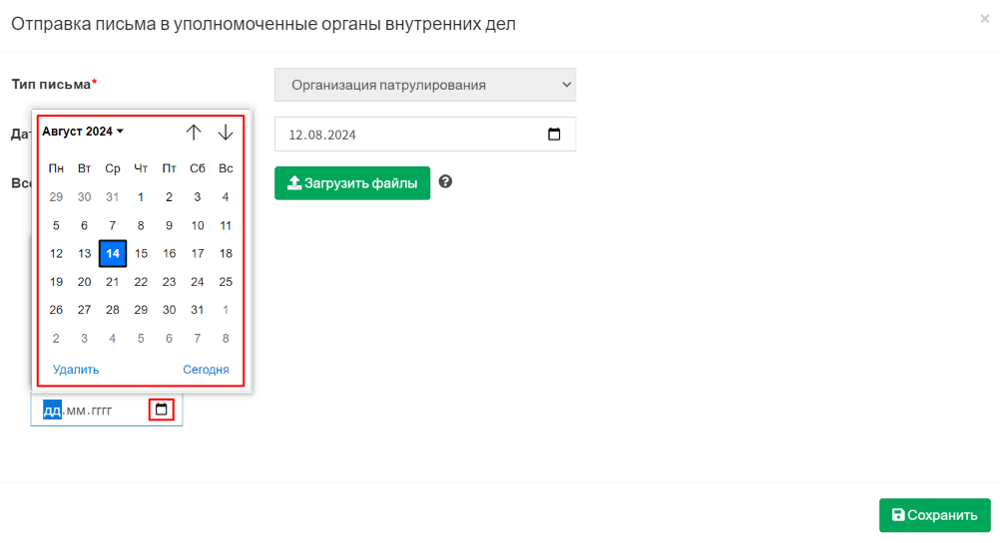 Отправка письма в уполномоченные органы внутренних дел
×
Тип письма*
Организация патрулирования
Дат
12.08.2024
Все
Загрузить файлы
?
Август 2024
Пн Вт Ср Чт Пт Сб Вс
29 30 31 1 2 3 4
5 6 7 8 9 10 11
12 13 14 15 16 17 18
19 20 21 22 23 24 25
26 27 28 29 30 31 1
2 3 4 5 6 7 8
Удалить Сегодня
дд.мм.гггг
Сохранить